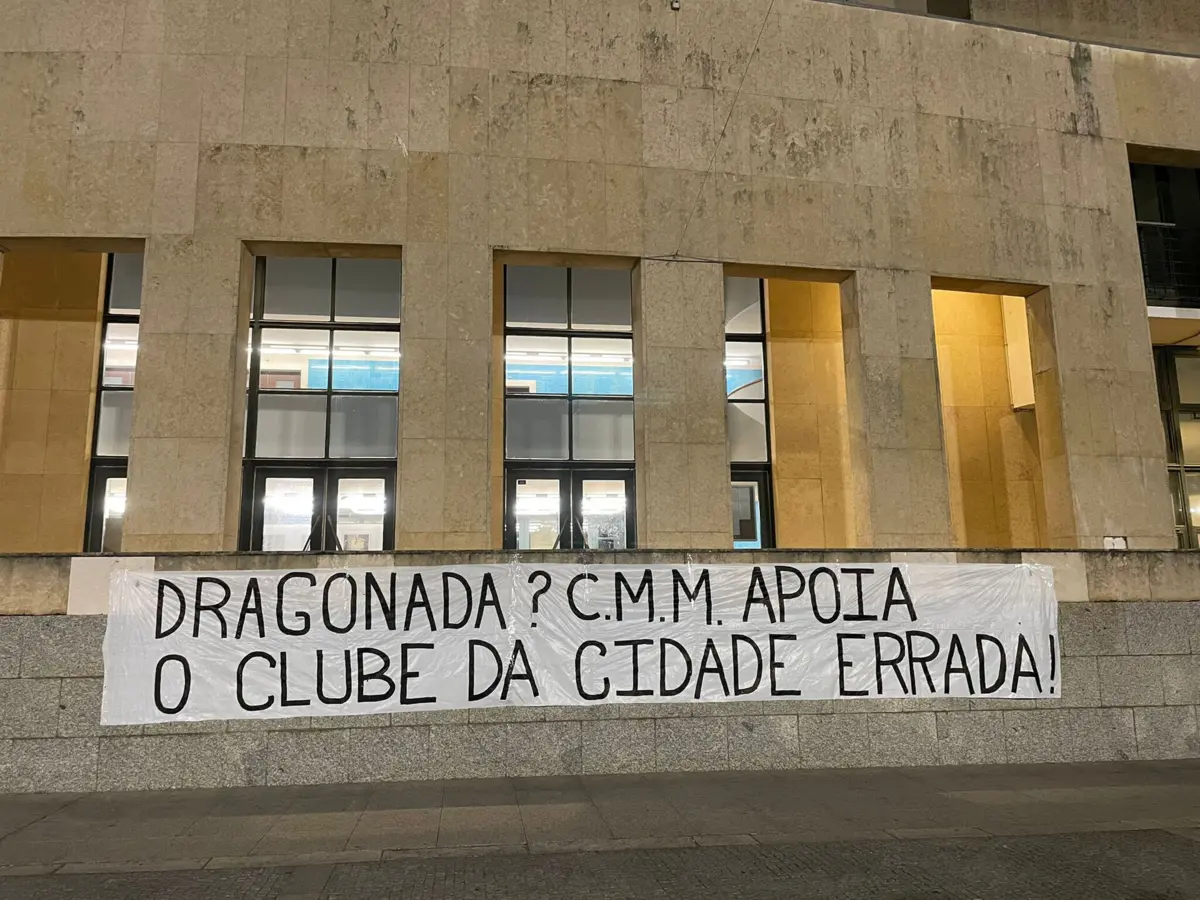 DRAGONADA? C.M.M. APOIA
O CLUBE DA CIDADE ERRADA!